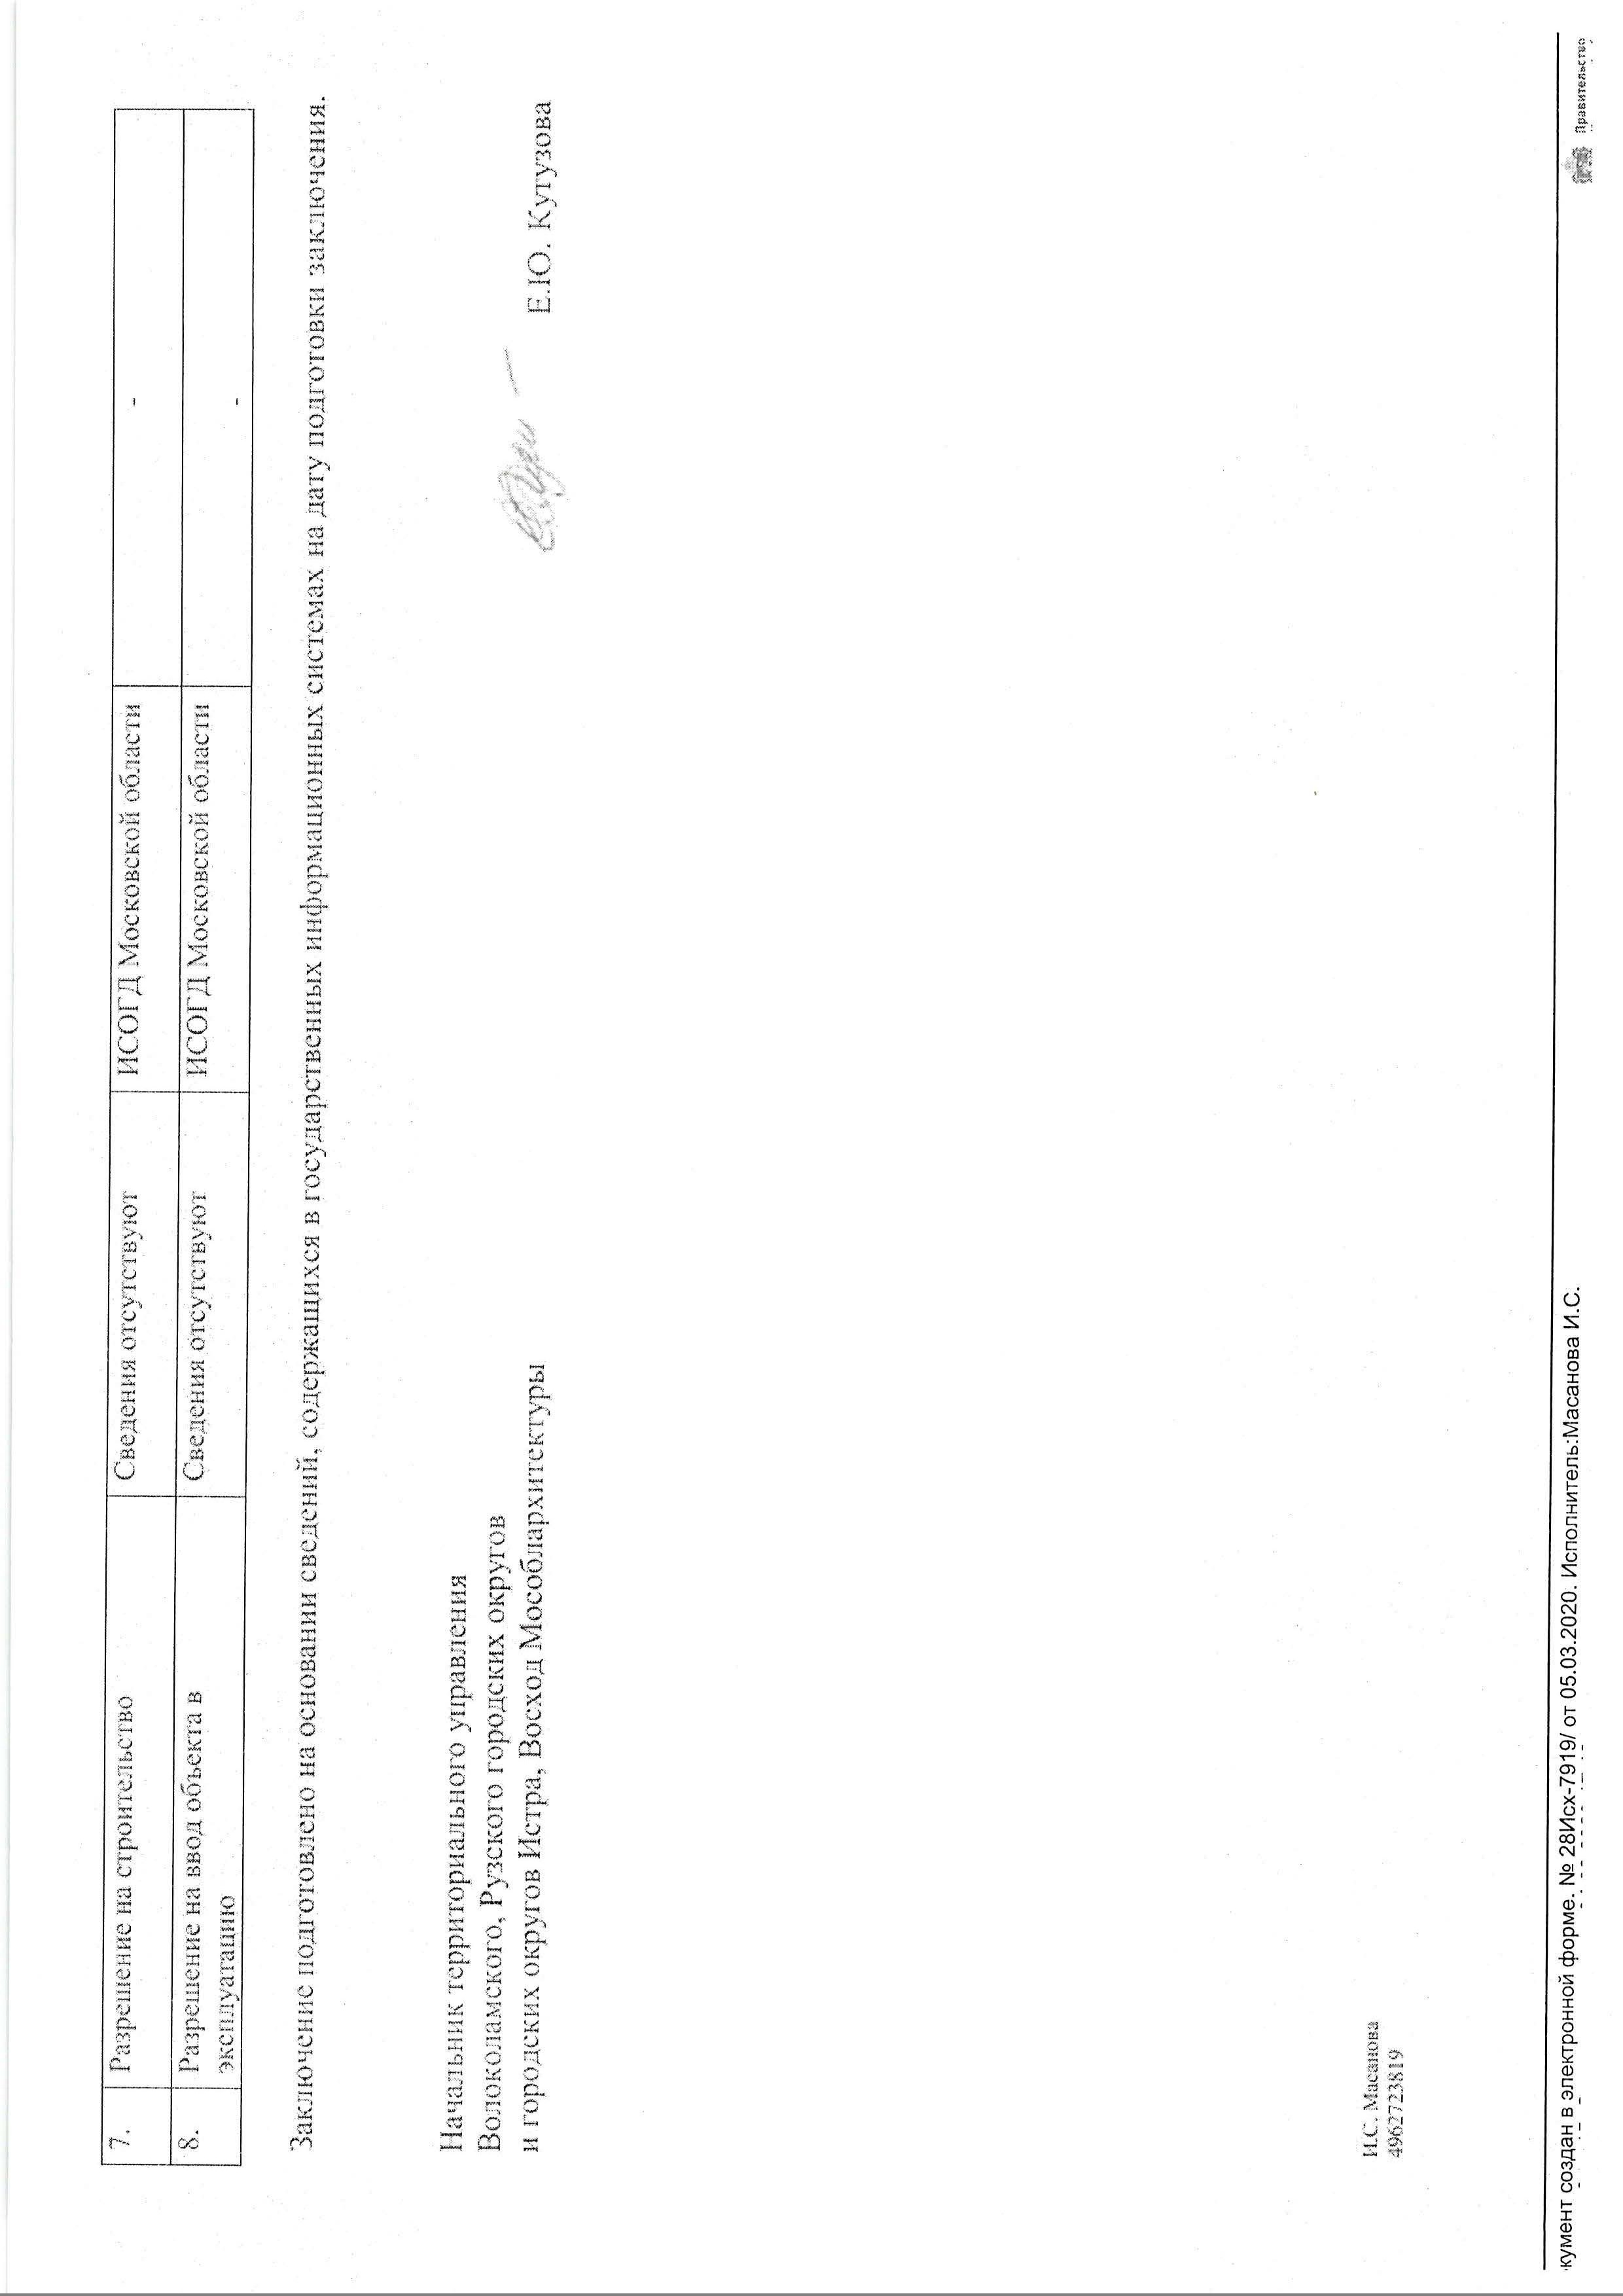 7. Разрешение на строительство Сведения отсутствуют ИСОГД Московской области -
8. Разрешение на ввод объекта в Сведения отсутствуют ИСОГД Московской области
эксплуатацию -
Заключение подготовлено на основании сведений, содержащихся в государственных информационных системах на дату подготовки заключения.
Начальник территориального управления
Волоколамского, Рузского городских округов
и городских округов Истра, Восход Мособлархитектуры Е.Ю. Кутузова
И.С. Масанова
4962723819
кумент создан в электронной форме. № 28Исх-7919/ от 05.03.2020. Исполнитель:Масанова И.С.
Правительство